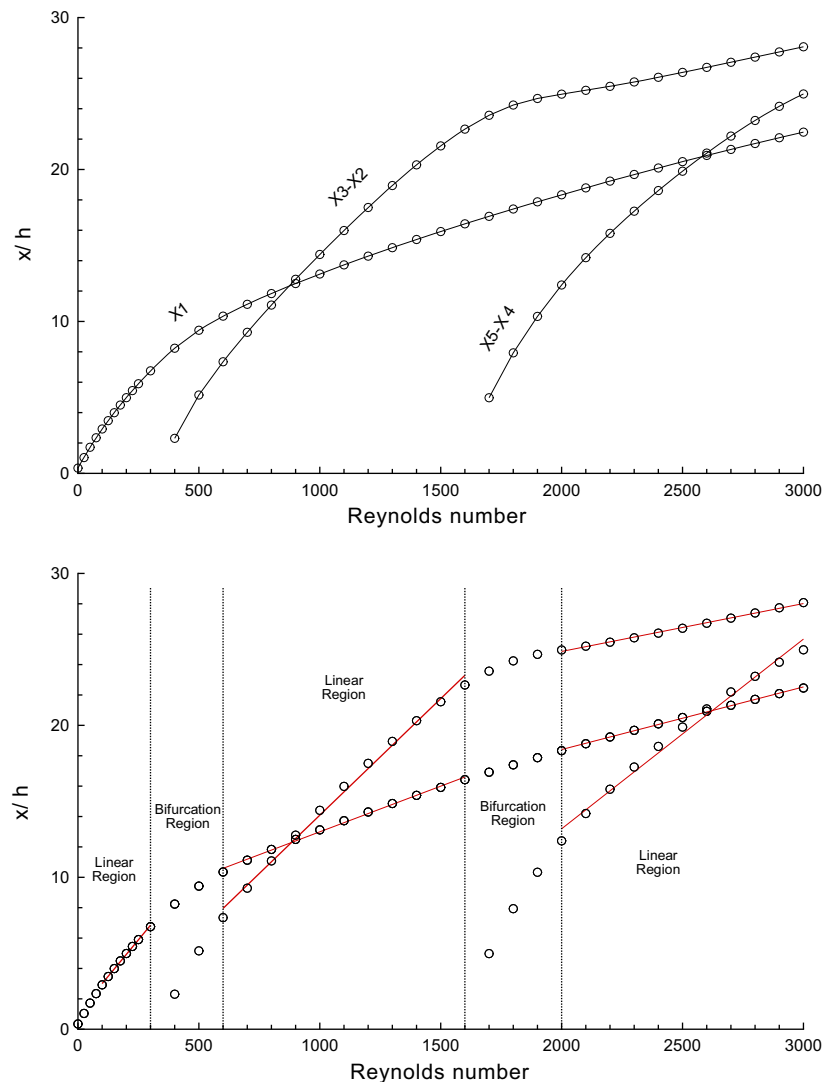 30
20
10
0
x/ h
X1
X3-X2
X5-X4
0 500 1000 1500 2000 2500 3000
Reynolds number
30
20
10
0
x/ h
Linear
Region
Bifurcation
Region
Linear
Region
Bifurcation
Region
Linear
Region
0 500 1000 1500 2000 2500 3000
Reynolds number